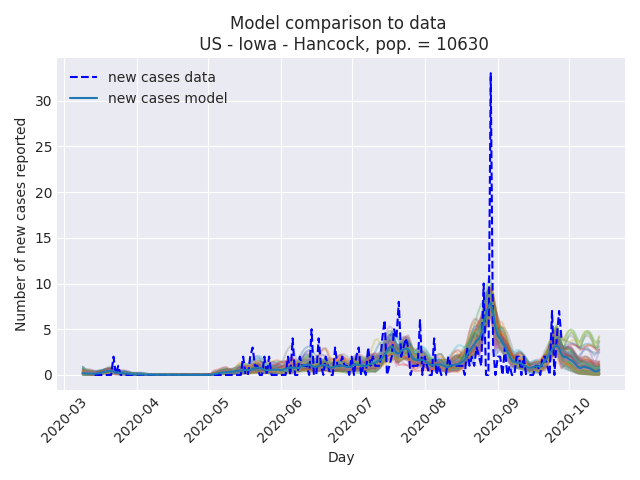 Model comparison to data
US - Iowa - Hancock, pop. = 10630
new cases data
new cases model
Number of new cases reported
30
25
20
15
10
5
0
2020-03
2020-04
2020-05
2020-06
2020-07
2020-08
2020-09
2020-10
Day